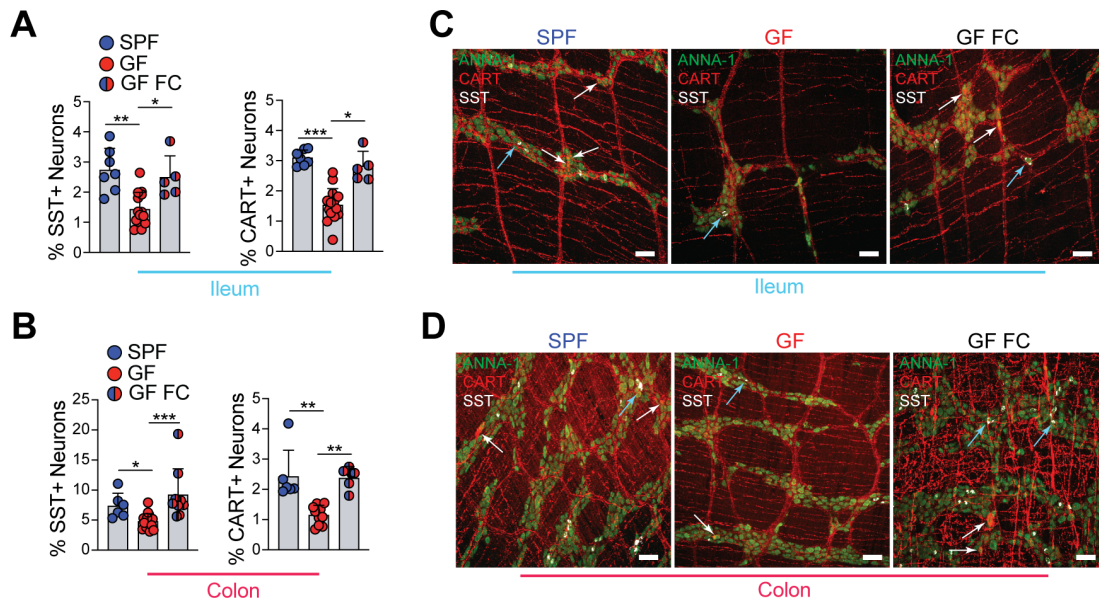 A
SPF
GF
GF FC
% SST+ Neurons
5
4
3
2
1
0
**
*
% CART+ Neurons
5
4
3
2
1
0
***
*
Ileum
B
SPF
GF
GF FC
% SST+ Neurons
25
20
15
10
5
0
*
***
% CART+ Neurons
5
4
3
2
1
0
**
**
Colon
C
SPF
GF
GF FC
ANNA-1
CART
SST
ANNA-1
CART
SST
ANNA-1
CART
SST
Ileum
D
SPF
GF
GF FC
ANNA-1
CART
SST
ANNA-1
CART
SST
ANNA-1
CART
SST
Colon